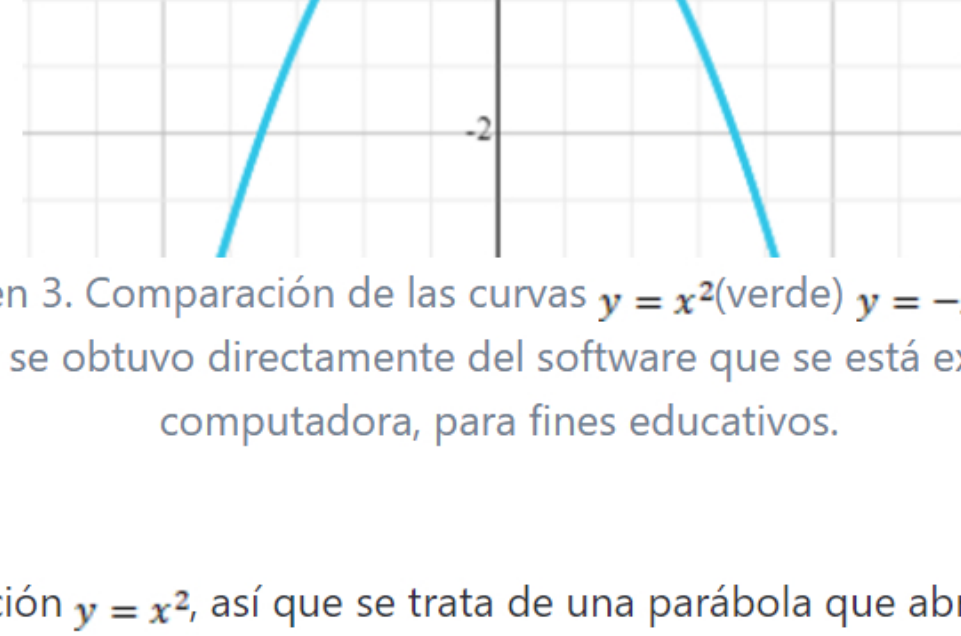 -2
en 3. Comparación de las curvas y = x²(verde) y = −
se obtuvo directamente del software que se está ex
computadora, para fines educativos.
ción y = x², así que se trata de una parábola que abr